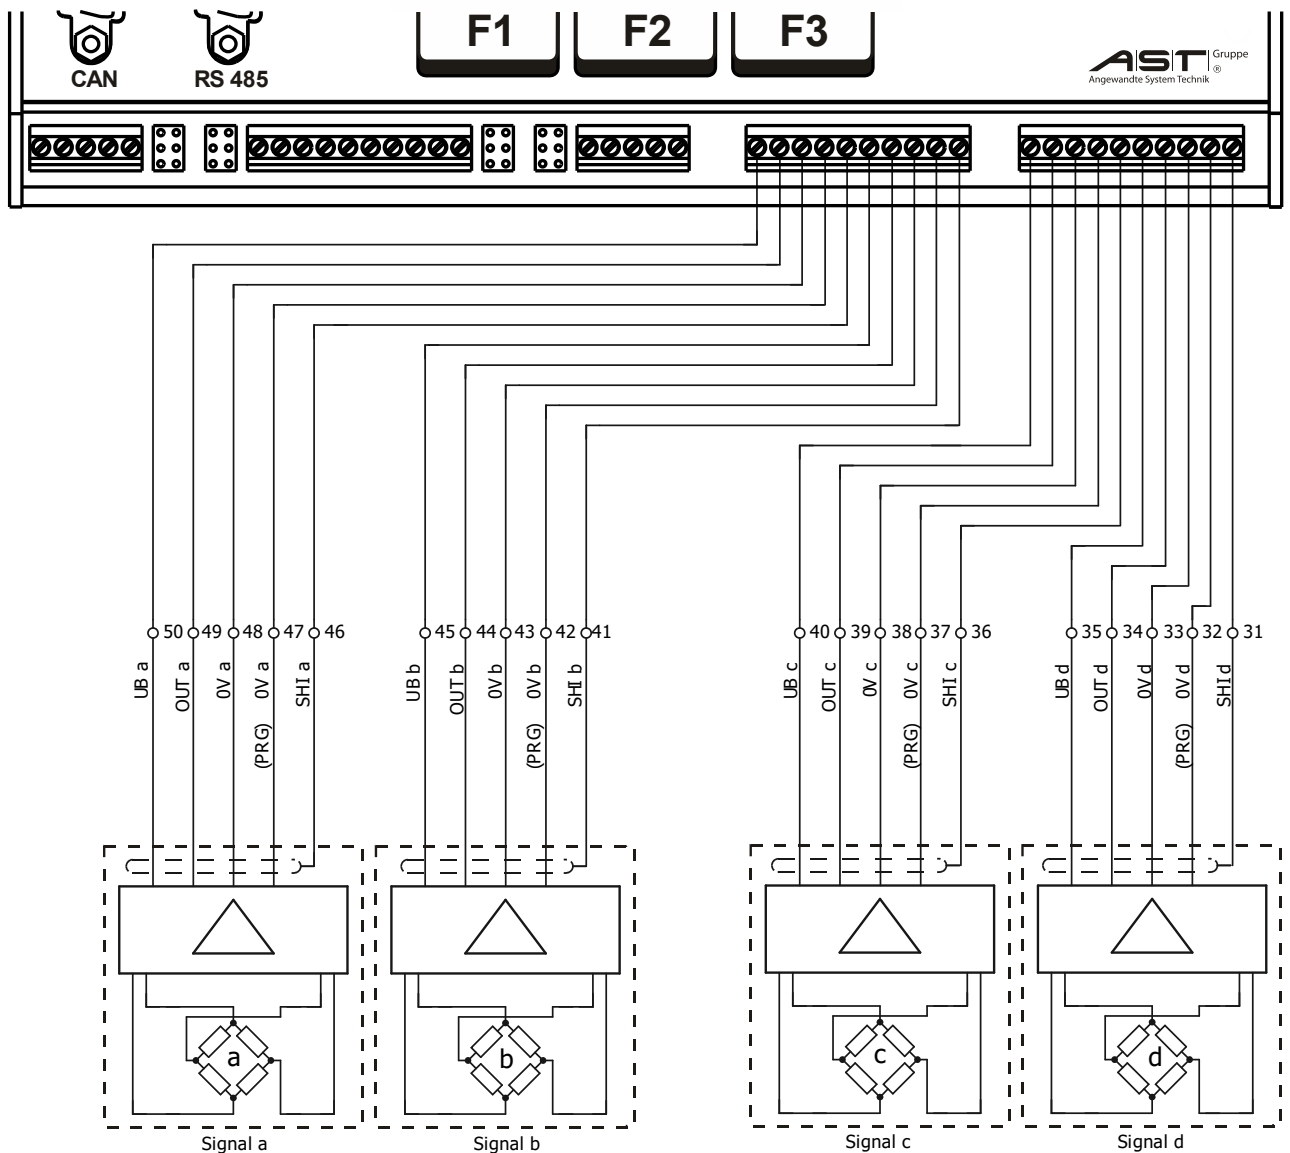 F1 F2 F3
CAN RS 485
AST Gruppe ®
Angewandte System Technik
50 49 48 47 46 45 44 43 42 41 40 39 38 37 36 35 34 33 32 31
UB a
OUT a
0V a
(PRG) 0V a
SHI a
UB b
OUT b
0V b
(PRG) 0V b
SHI b
UB c
OUT c
0V c
(PRG) 0V c
SHI c
UB d
OUT d
0V d
(PRG) 0V d
SHI d
a b c d
Signal a Signal b Signal c Signal d